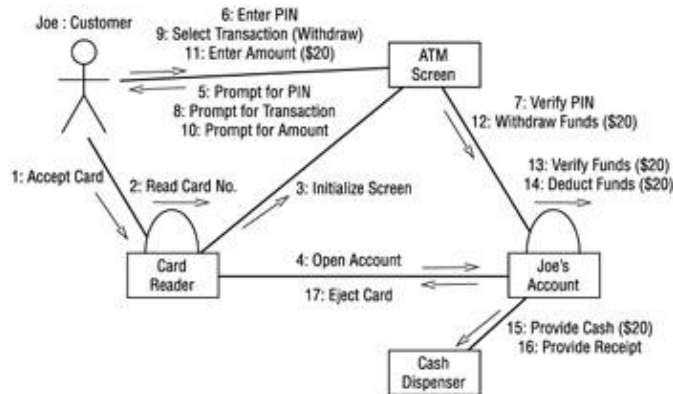 Joe : Customer
6: Enter PIN
9: Select Transaction (Withdraw)
11: Enter Amount ($20)
ATM
Screen
5: Prompt for PIN
8: Prompt for Transaction
10: Prompt for Amount
7: Verify PIN
12: Withdraw Funds ($20)
1: Accept Card
2: Read Card No.
3: Initialize Screen
13: Verify Funds ($20)
14: Deduct Funds ($20)
Card
Reader
4: Open Account
17: Eject Card
Joe's
Account
15: Provide Cash ($20)
16: Provide Receipt
Cash
Dispenser